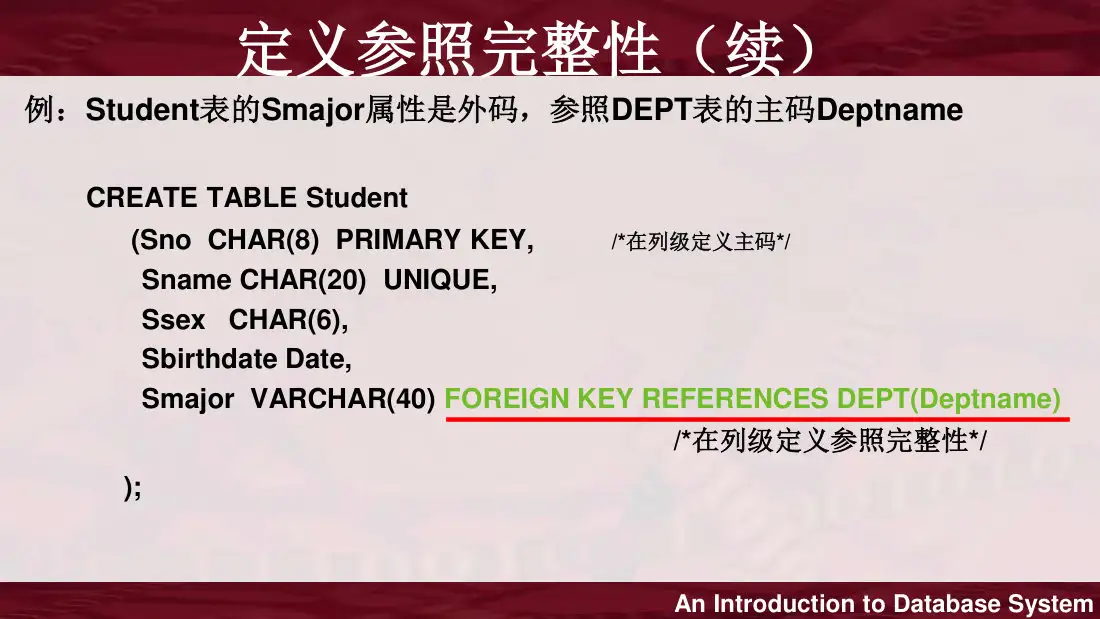 定义参照完整性（续）
例：Student表的Smajor属性是外码，参照DEPT表的主码Deptname
CREATE TABLE Student
(Sno CHAR(8) PRIMARY KEY, /*在列级定义主码*/
Sname CHAR(20) UNIQUE,
Ssex CHAR(6),
Sbirthdate Date,
Smajor VARCHAR(40) FOREIGN KEY REFERENCES DEPT(Deptname)
/*在列级定义参照完整性*/
);
An Introduction to Database System